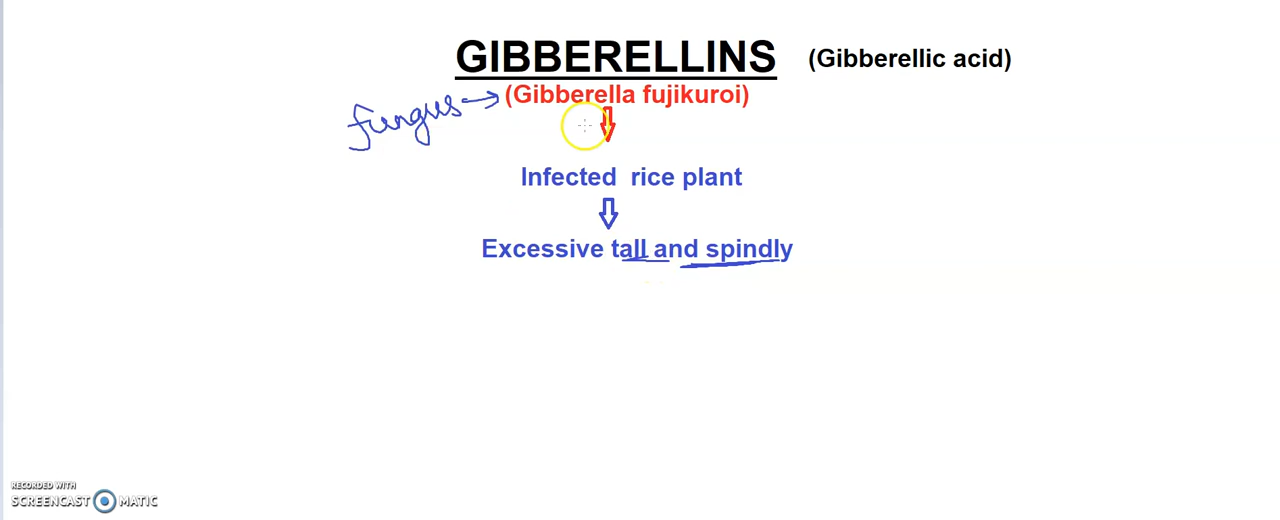 GIBBERELLINS (Gibberellic acid)
fungus (Gibberella fujikuroi)
Infected rice plant
Excessive tall and spindly
RECORDED WITH
SCREENCAST MATIC